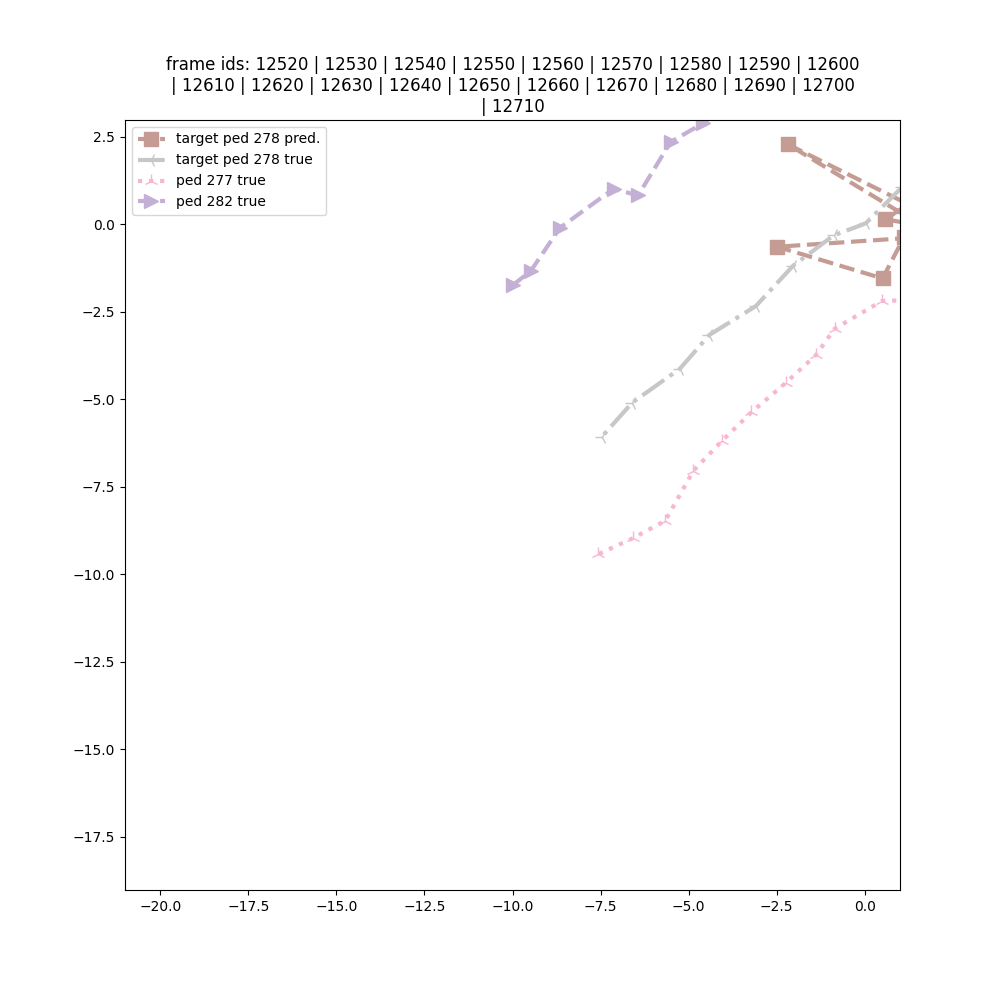 frame ids: 12520 | 12530 | 12540 | 12550 | 12560 | 12570 | 12580 | 12590 | 12600
| 12610 | 12620 | 12630 | 12640 | 12650 | 12660 | 12670 | 12680 | 12690 | 12700
| 12710
target ped 278 pred.
target ped 278 true
ped 277 true
ped 282 true
2.5
0.0
−2.5
−5.0
−7.5
−10.0
−12.5
−15.0
−17.5
−20.0 −17.5 −15.0 −12.5 −10.0 −7.5 −5.0 −2.5 0.0